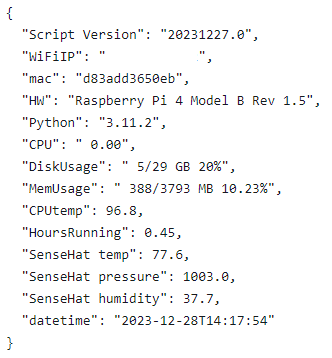 {
"Script Version": "20231227.0",
"WiFiIP": " ",
"mac": "d83add3650eb",
"HW": "Raspberry Pi 4 Model B Rev 1.5",
"Python": "3.11.2",
"CPU": " 0.00",
"DiskUsage": " 5/29 GB 20%",
"MemUsage": " 388/3793 MB 10.23%",
"CPUtemp": 96.8,
"HoursRunning": 0.45,
"SenseHat temp": 77.6,
"SenseHat pressure": 1003.0,
"SenseHat humidity": 37.7,
"datetime": "2023-12-28T14:17:54"
}